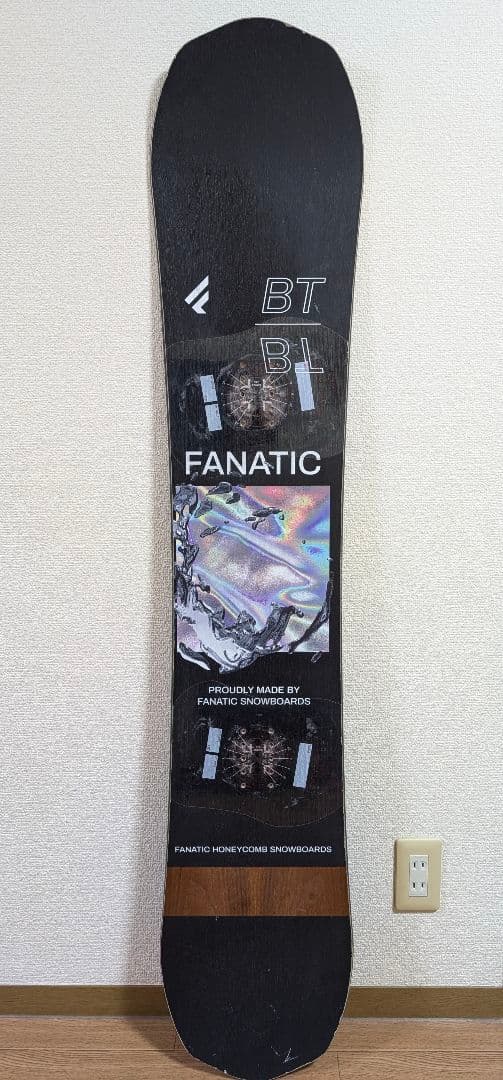 BT
BT
FANATIC
PROUDLY MADE BY
FANATIC SNOWBOARDS
FANATIC HONEYCOMB SNOWBOARDS